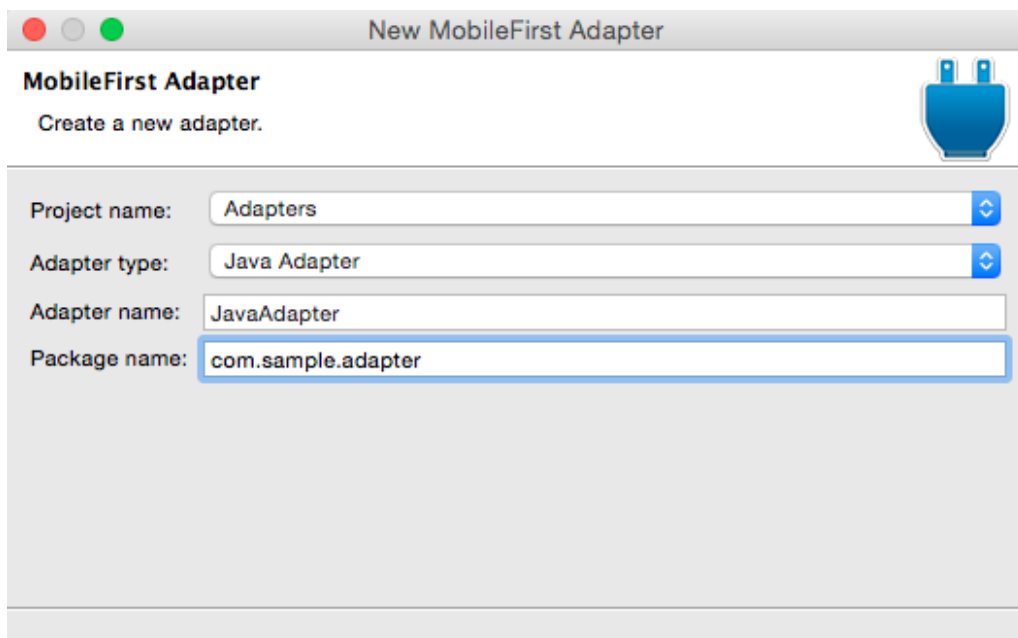 New MobileFirst Adapter
MobileFirst Adapter
Create a new adapter.
Project name: Adapters
Adapter type: Java Adapter
Adapter name: JavaAdapter
Package name: com.sample.adapter